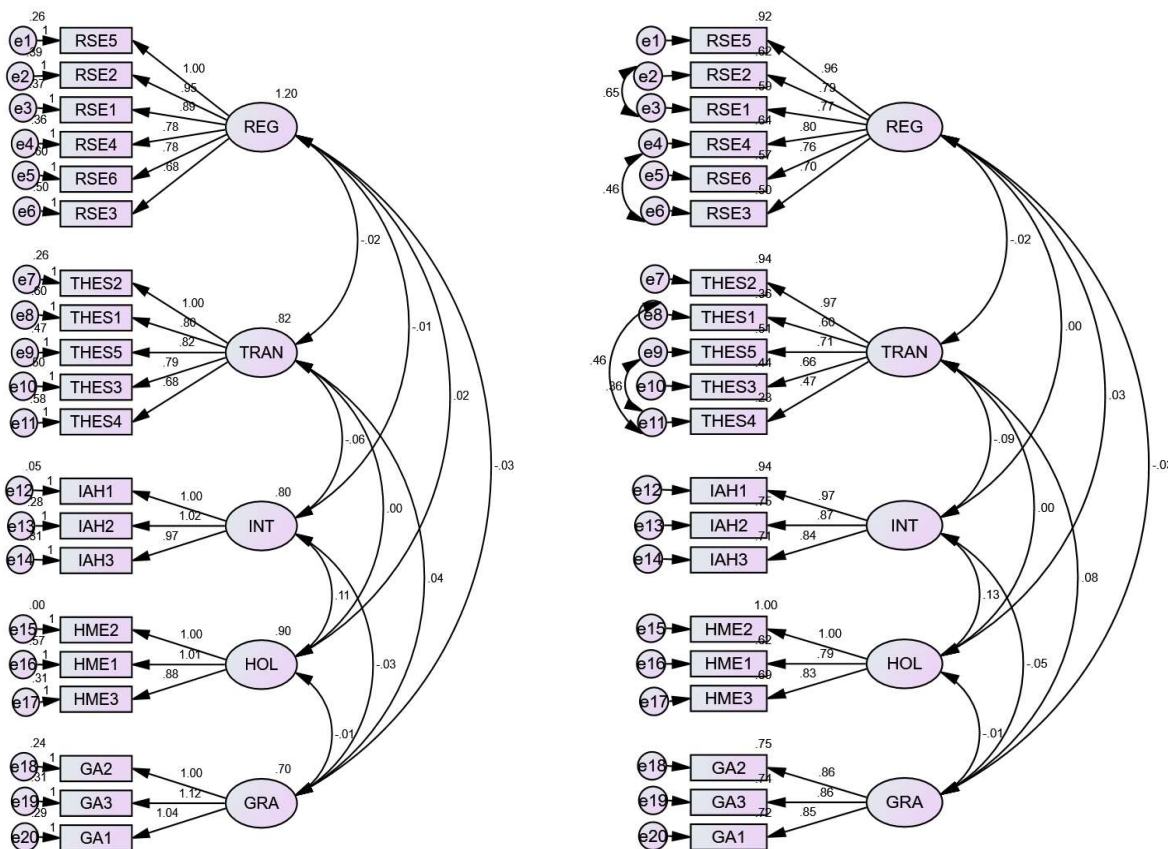 .26
e1 1 RSE5
.39
e2 1 RSE2
.37
e3 1 RSE1
.36
e4 1 RSE4
.60
e5 1 RSE6
.50
e6 1 RSE3
1.00
.95
.89
.78
.78
.68
1.20
REG
.26
e7 1 THES2
.60
e8 1 THES1
.47
e9 1 THES5
.60
e10 1 THES3
.58
e11 1 THES4
1.00
.80
.82
.79
.68
.82
TRAN
.05
e12 1 IAH1
.28
e13 1 IAH2
.31
e14 1 IAH3
1.00
1.02
.97
.80
INT
.00
e15 1 HME2
.57
e16 1 HME1
.31
e17 1 HME3
1.00
1.01
.88
.90
HOL
.24
e18 1 GA2
.31
e19 1 GA3
.29
e20 1 GA1
1.00
1.12
1.04
.70
GRA
-.02
-.01
.02
-.03
-.06
.00
.04
.11
-.03
-.01
.92
e1 RSE5
.62
e2 RSE2
.59
e3 RSE1
.64
e4 RSE4
.57
e5 RSE6
.50
e6 RSE3
.65
.46
.96
.79
.77
.80
.76
.70
REG
.94
e7 THES2
.36
e8 THES1
.51
e9 THES5
.44
e10 THES3
.23
e11 THES4
.46
.36
.97
.60
.71
.66
.47
TRAN
.94
e12 IAH1
.75
e13 IAH2
.71
e14 IAH3
.97
.87
.84
INT
1.00
e15 HME2
.62
e16 HME1
.69
e17 HME3
1.00
.79
.83
HOL
.75
e18 GA2
.74
e19 GA3
.72
e20 GA1
.86
.86
.85
GRA
-.02
.00
.03
-.09
.00
.08
.13
-.05
-.01